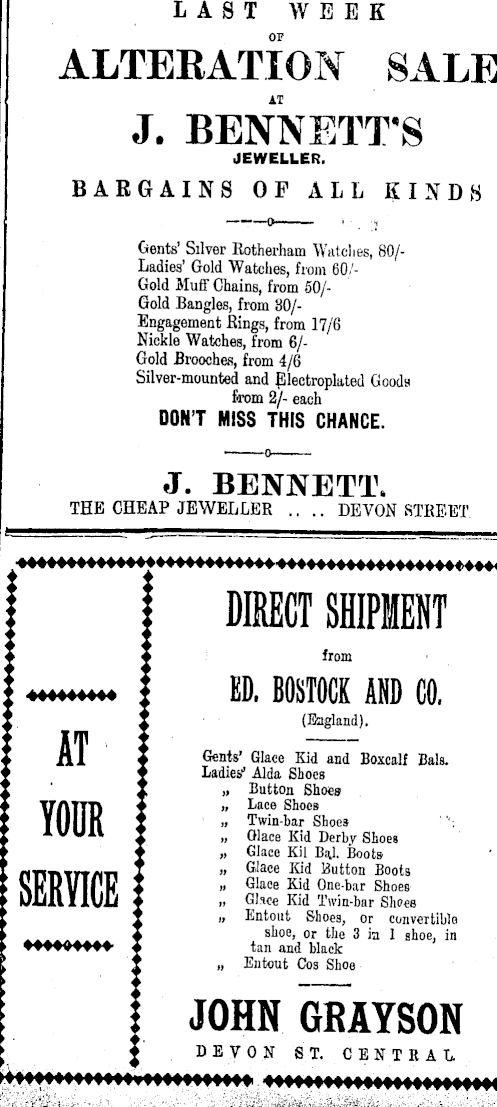 LAST WEEK
OF
ALTERATION SALE
AT
J. BENNETT'S
JEWELLER.
BARGAINS OF ALL KINDS
Gents' Silver Rotherham Watches, 80/-
Ladies' Gold Watches, from 60/-
Gold Muff Chains, from 50/-
Gold Bangles, from 30/-
Engagement Rings, from 17/6
Nickle Watches, from 6/-
Gold Brooches, from 4/6
Silver-mounted and Electroplated Goods
from 2/- each
DON'T MISS THIS CHANCE.
J. BENNETT.
THE CHEAP JEWELLER .. .. DEVON STREET
AT
YOUR
SERVICE
DIRECT SHIPMENT
from
ED. BOSTOCK AND CO.
(England).
Gents' Glace Kid and Boxcalf Bals.
Ladies' Alda Shoes
„ Button Shoes
„ Lace Shoes
„ Twin-bar Shoes
„ Glace Kid Derby Shoes
„ Glace Kil Bal. Boots
„ Glace Kid Button Boots
„ Glace Kid One-bar Shoes
„ Glace Kid Twin-bar Shoes
„ Entout Shoes, or convertible
shoe, or the 3 in 1 shoe, in
tan and black
„ Entout Cos Shoe
JOHN GRAYSON
DEVON ST. CENTRAL